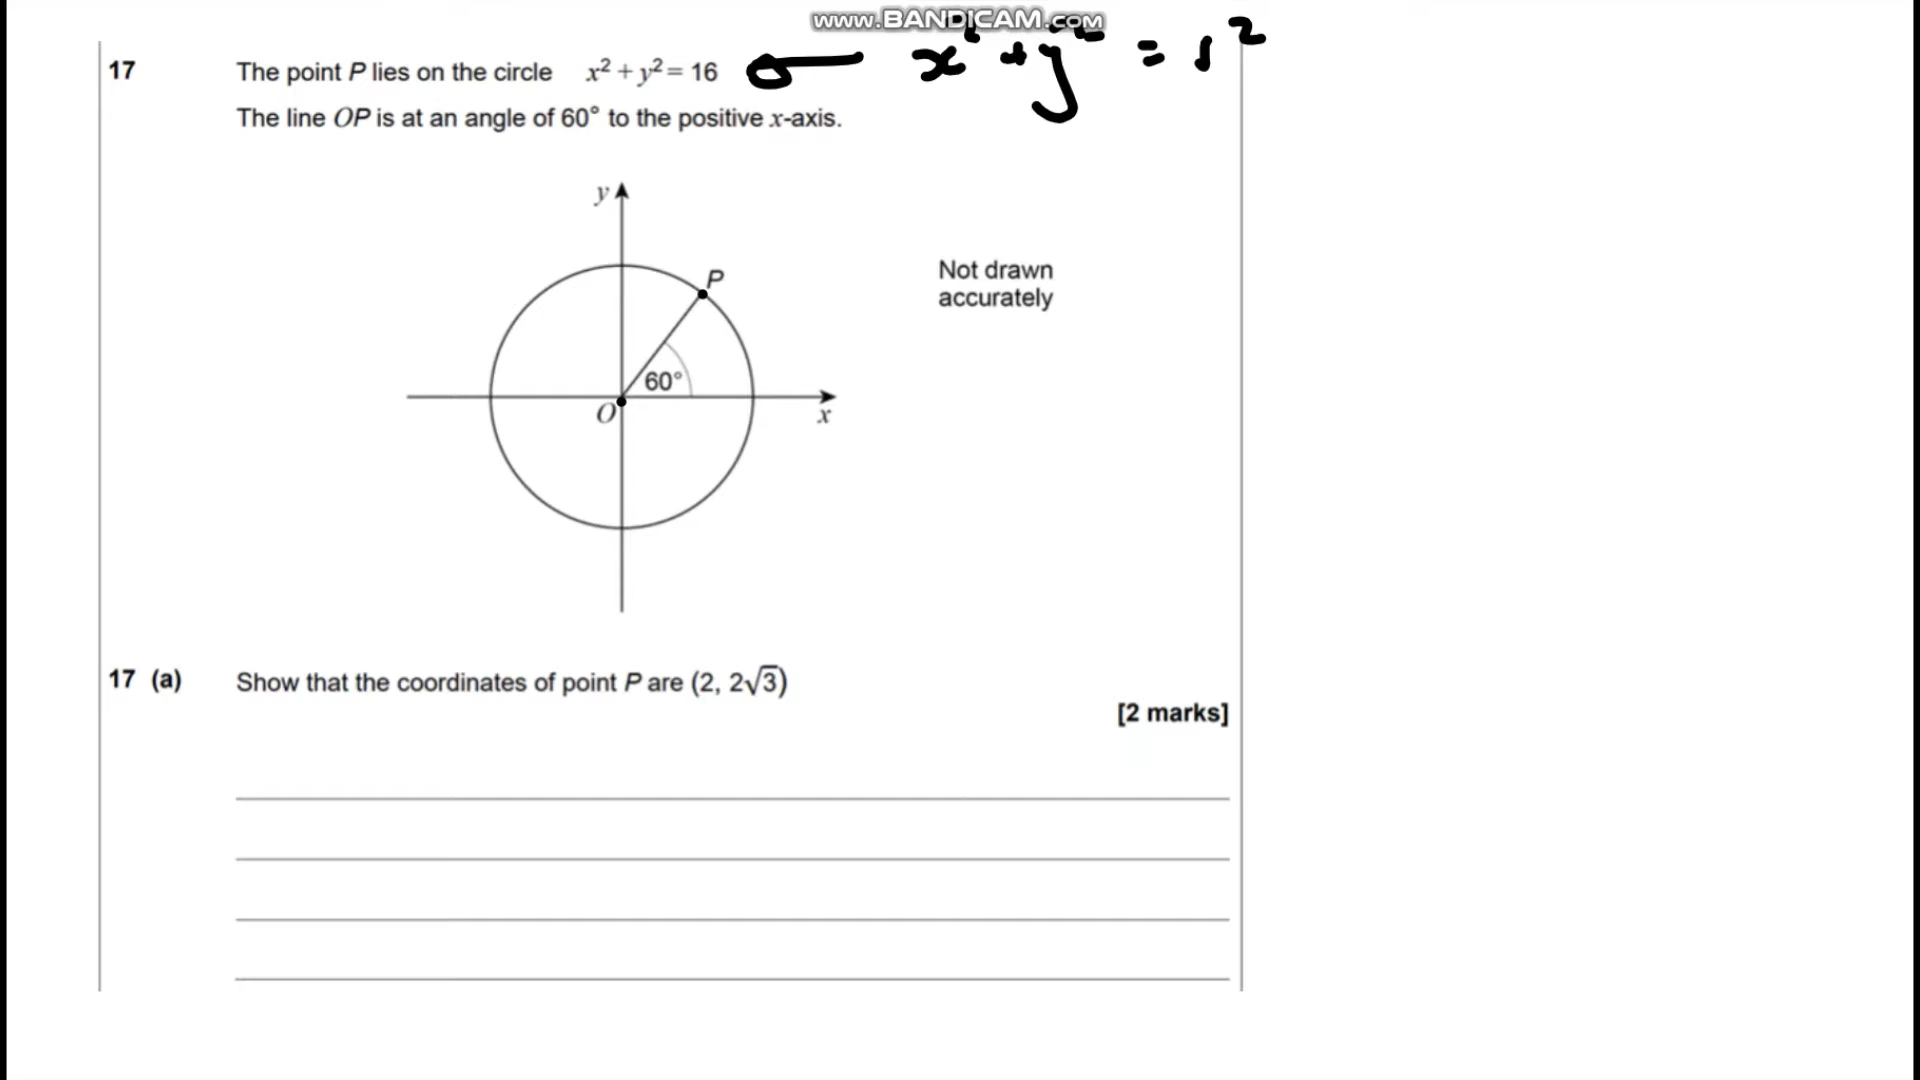 www.BANDICAM.com
17 The point P lies on the circle x² + y² = 16 x² + y² = r²
The line OP is at an angle of 60° to the positive x-axis.
y
P
Not drawn
accurately
60°
O
x
17 (a) Show that the coordinates of point P are (2, 2√3)
[2 marks]